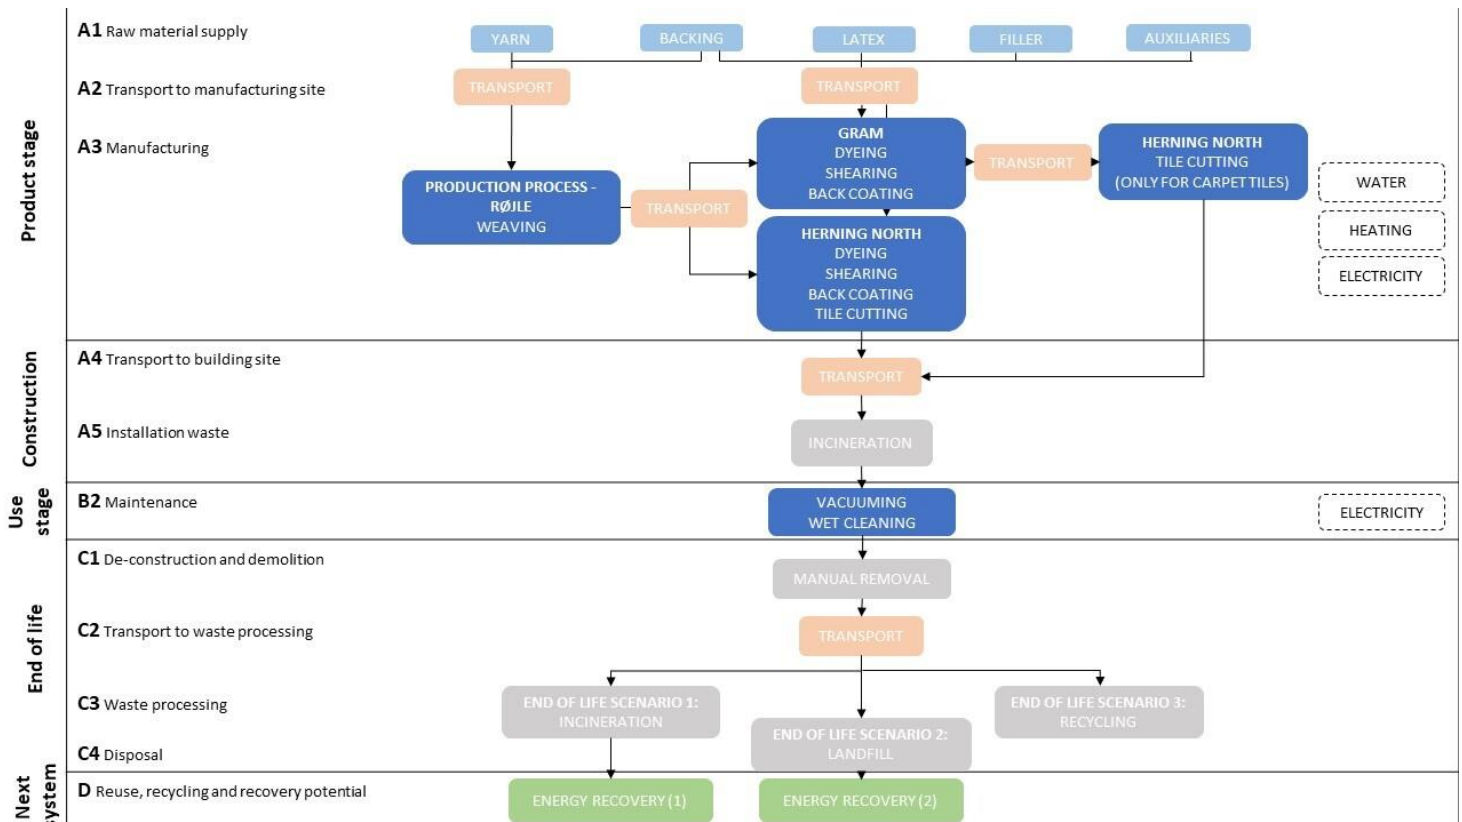 A1 Raw material supply
YARN
BACKING
LATEX
FILLER
AUXILIARIES
A2 Transport to manufacturing site
TRANSPORT
TRANSPORT
Product stage
A3 Manufacturing
PRODUCTION PROCESS -
RØJLE
WEAVING
TRANSPORT
GRAM
DYEING
SHEARING
BACK COATING
TRANSPORT
HERNING NORTH
TILE CUTTING
(ONLY FOR CARPET TILES)
HERNING NORTH
DYEING
SHEARING
BACK COATING
TILE CUTTING
WATER
HEATING
ELECTRICITY
Construction
A4 Transport to building site
TRANSPORT
A5 Installation waste
INCINERATION
Use
stage
B2 Maintenance
VACUUMING
WET CLEANING
ELECTRICITY
End of life
C1 De-construction and demolition
MANUAL REMOVAL
C2 Transport to waste processing
TRANSPORT
C3 Waste processing
END OF LIFE SCENARIO 1:
INCINERATION
END OF LIFE SCENARIO 3:
RECYCLING
C4 Disposal
END OF LIFE SCENARIO 2:
LANDFILL
Next
system
D Reuse, recycling and recovery potential
ENERGY RECOVERY (1)
ENERGY RECOVERY (2)